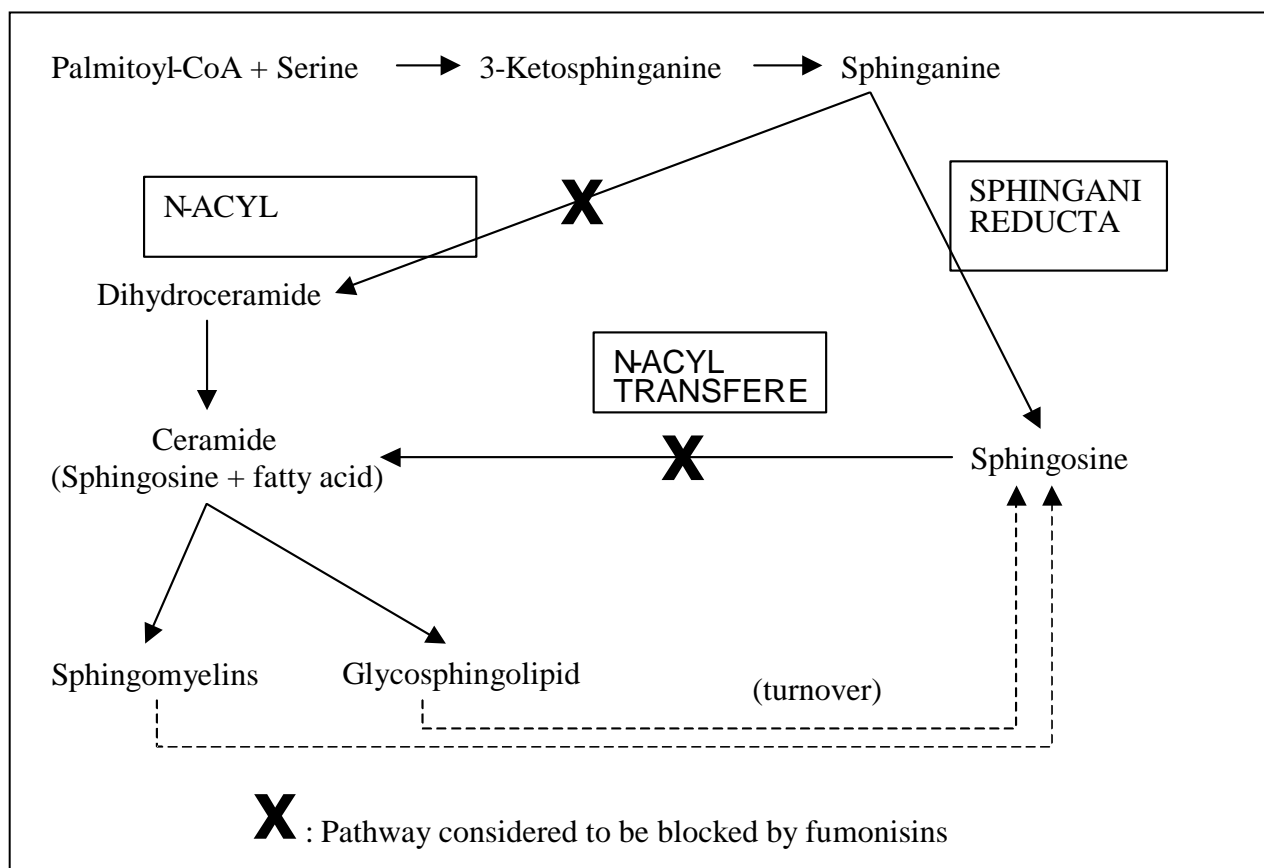 Palmitoyl-CoA + Serine 3-Ketosphinganine Sphinganine
N-ACYL
SPHINGANI
REDUCTA
X
Dihydroceramide
N-ACYL
TRANSFERE
Ceramide
(Sphingosine + fatty acid)
X
Sphingosine
Sphingomyelins
Glycosphingolipid
(turnover)
X : Pathway considered to be blocked by fumonisins